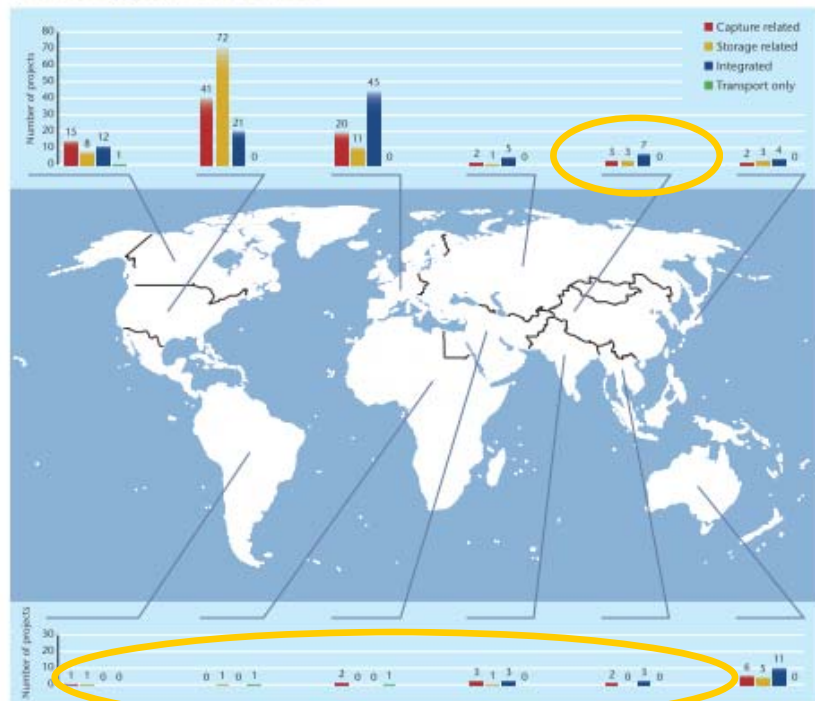 80
70
60
50
40
30
20
10
0
Number of projects
Capture related
Storage related
Integrated
Transport only
15 8 12 1
41 72 21 0
20 11 45 0
2 1 5 0
3 3 7 0
2 3 4 0
Number of projects
30
20
10
0
1 1 0 0
0 1 0 1
2 0 0 1
3 1 3 0
2 0 3 0
6 5 11 0